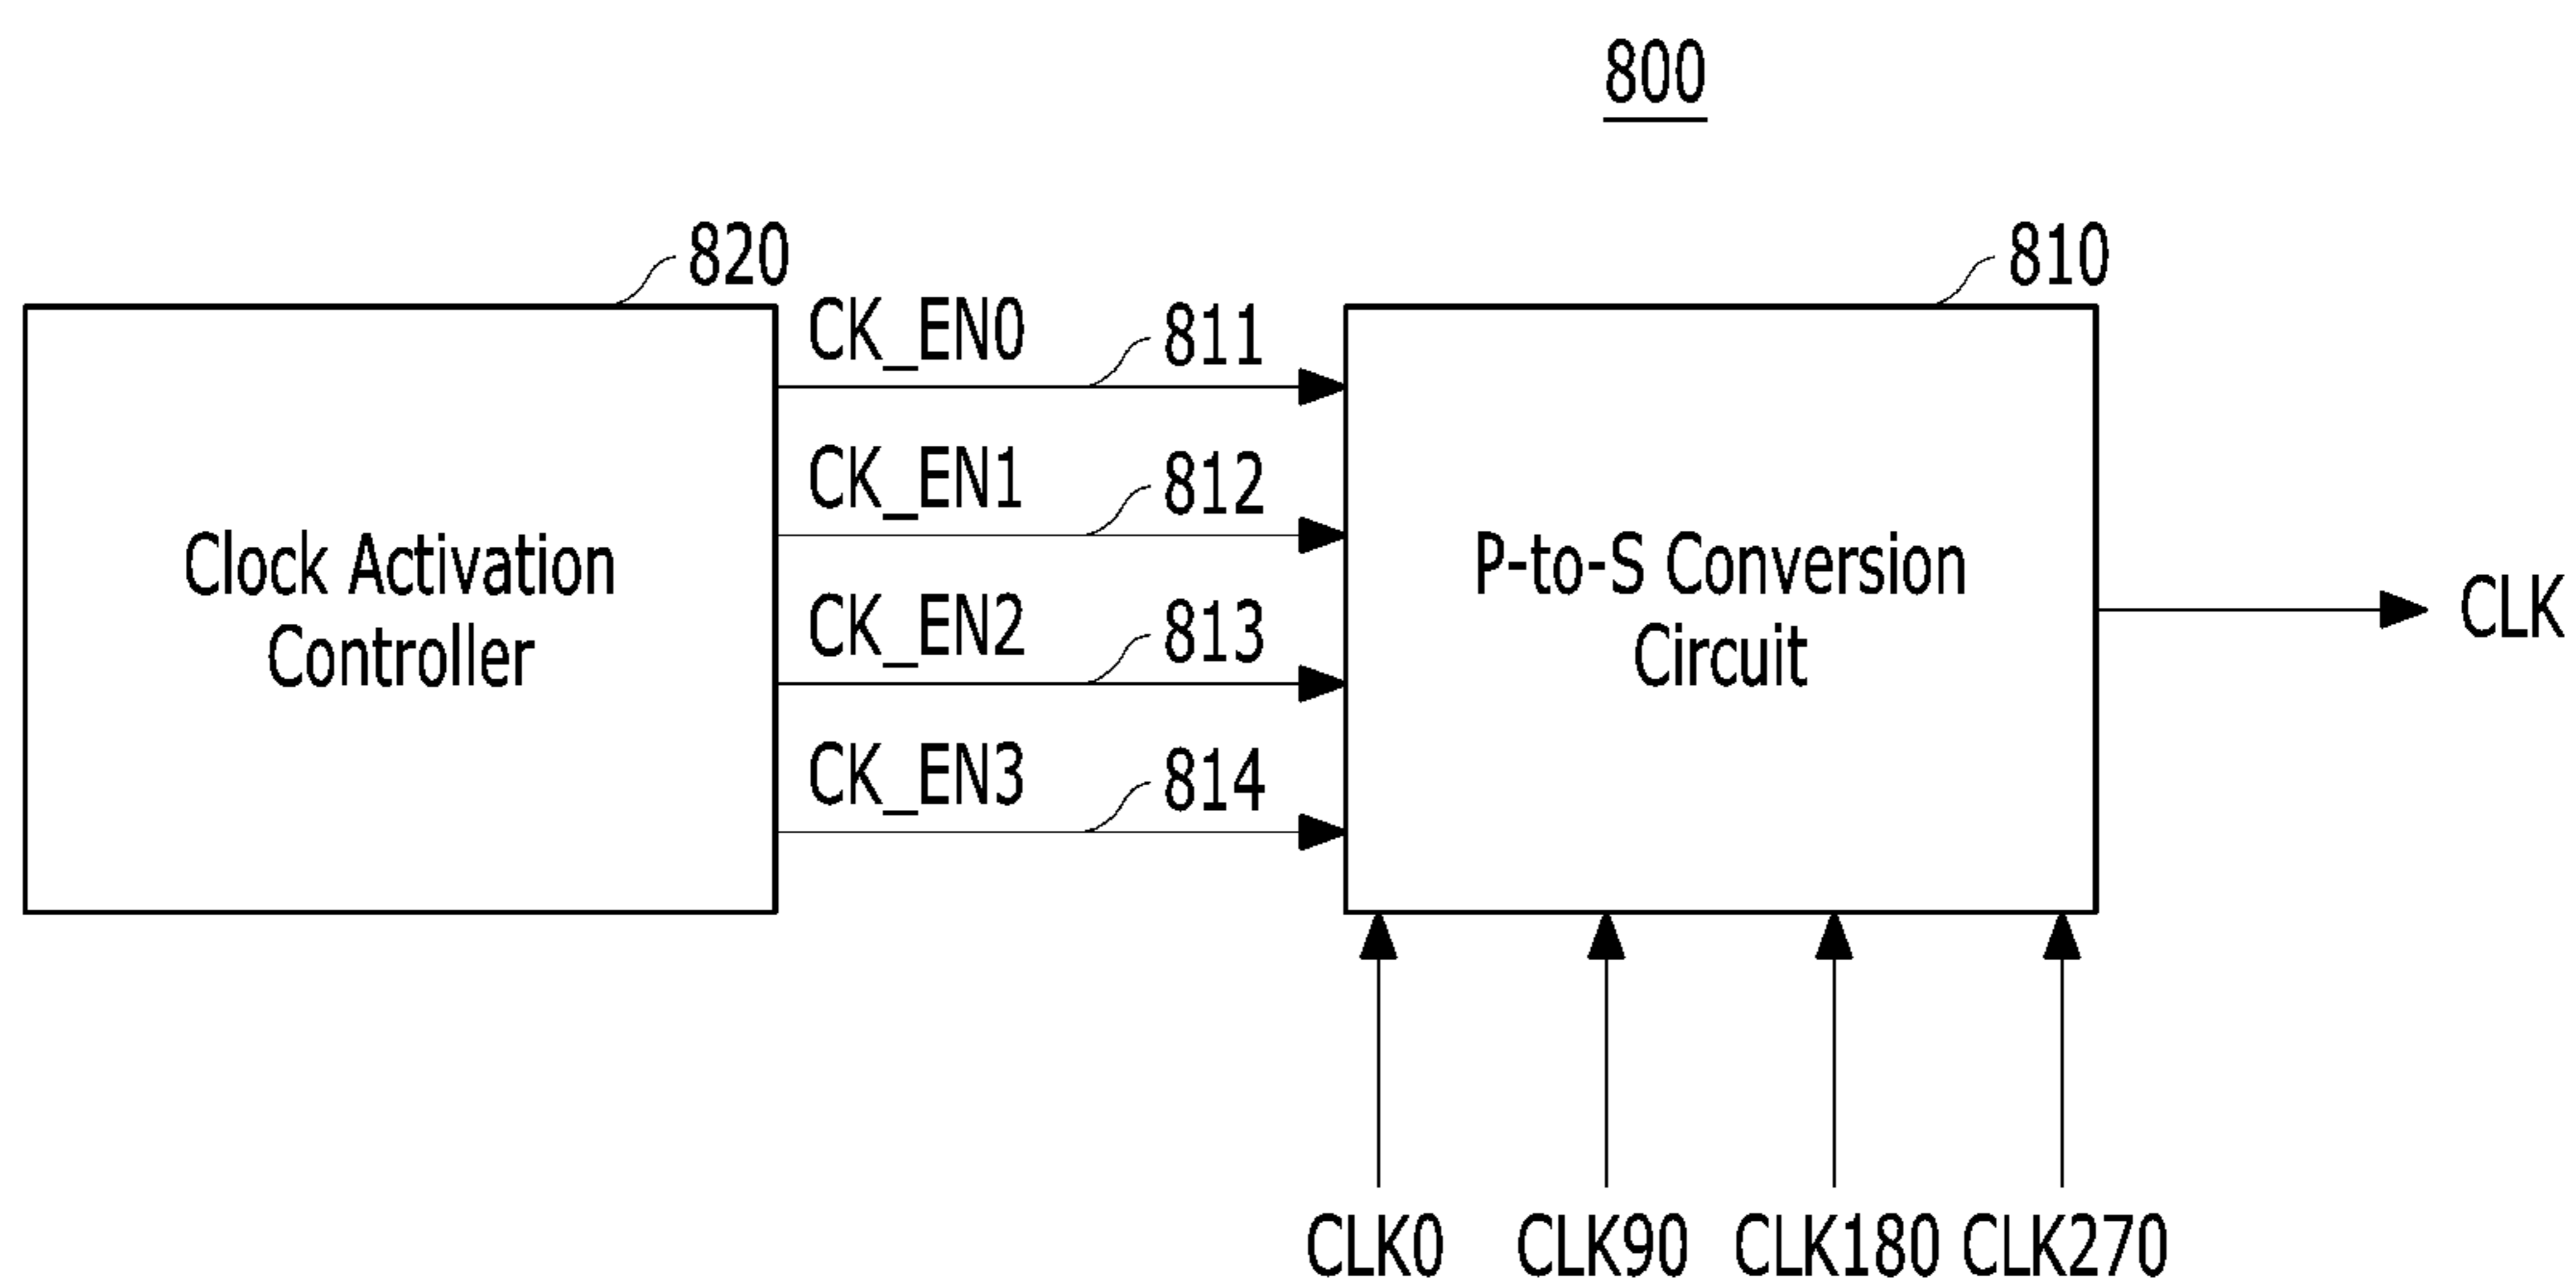 800
820
810
CK_EN0
811
CK_EN1
812
CK_EN2
813
CK_EN3
814
Clock Activation
Controller
P-to-S Conversion
Circuit
CLK
CLK0
CLK90
CLK180
CLK270